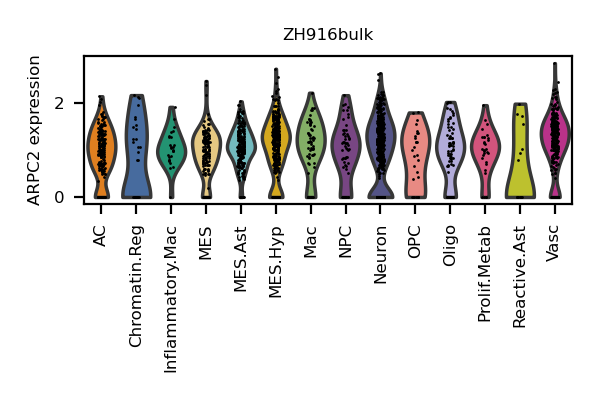 ZH916bulk
ARPC2 expression
2
0
AC
Chromatin.Reg
Inflammatory.Mac
MES
MES.Ast
MES.Hyp
Mac
NPC
Neuron
OPC
Oligo
Prolif.Metab
Reactive.Ast
Vasc